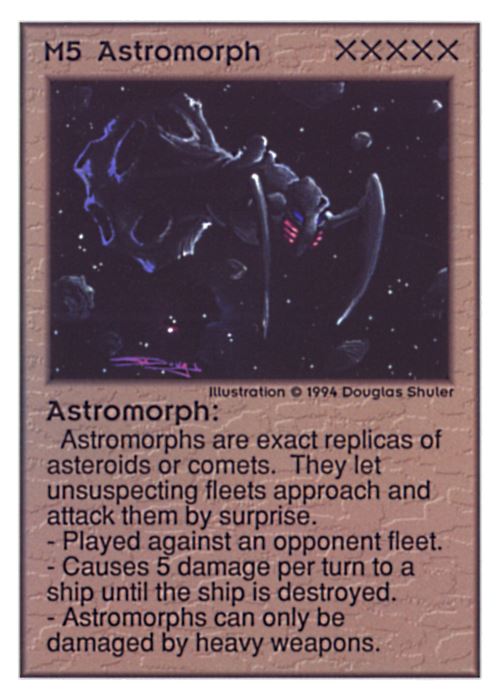 M5 Astromorph XXXXX
Illustration © 1994 Douglas Shuler
Astromorph:
Astromorphs are exact replicas of
asteroids or comets. They let
unsuspecting fleets approach and
attack them by surprise.
- Played against an opponent fleet.
- Causes 5 damage per turn to a
ship until the ship is destroyed.
- Astromorphs can only be
damaged by heavy weapons.